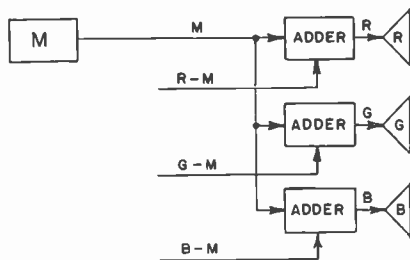 M M ADDER R R
R-M
ADDER G G
G-M
ADDER B B
B-M